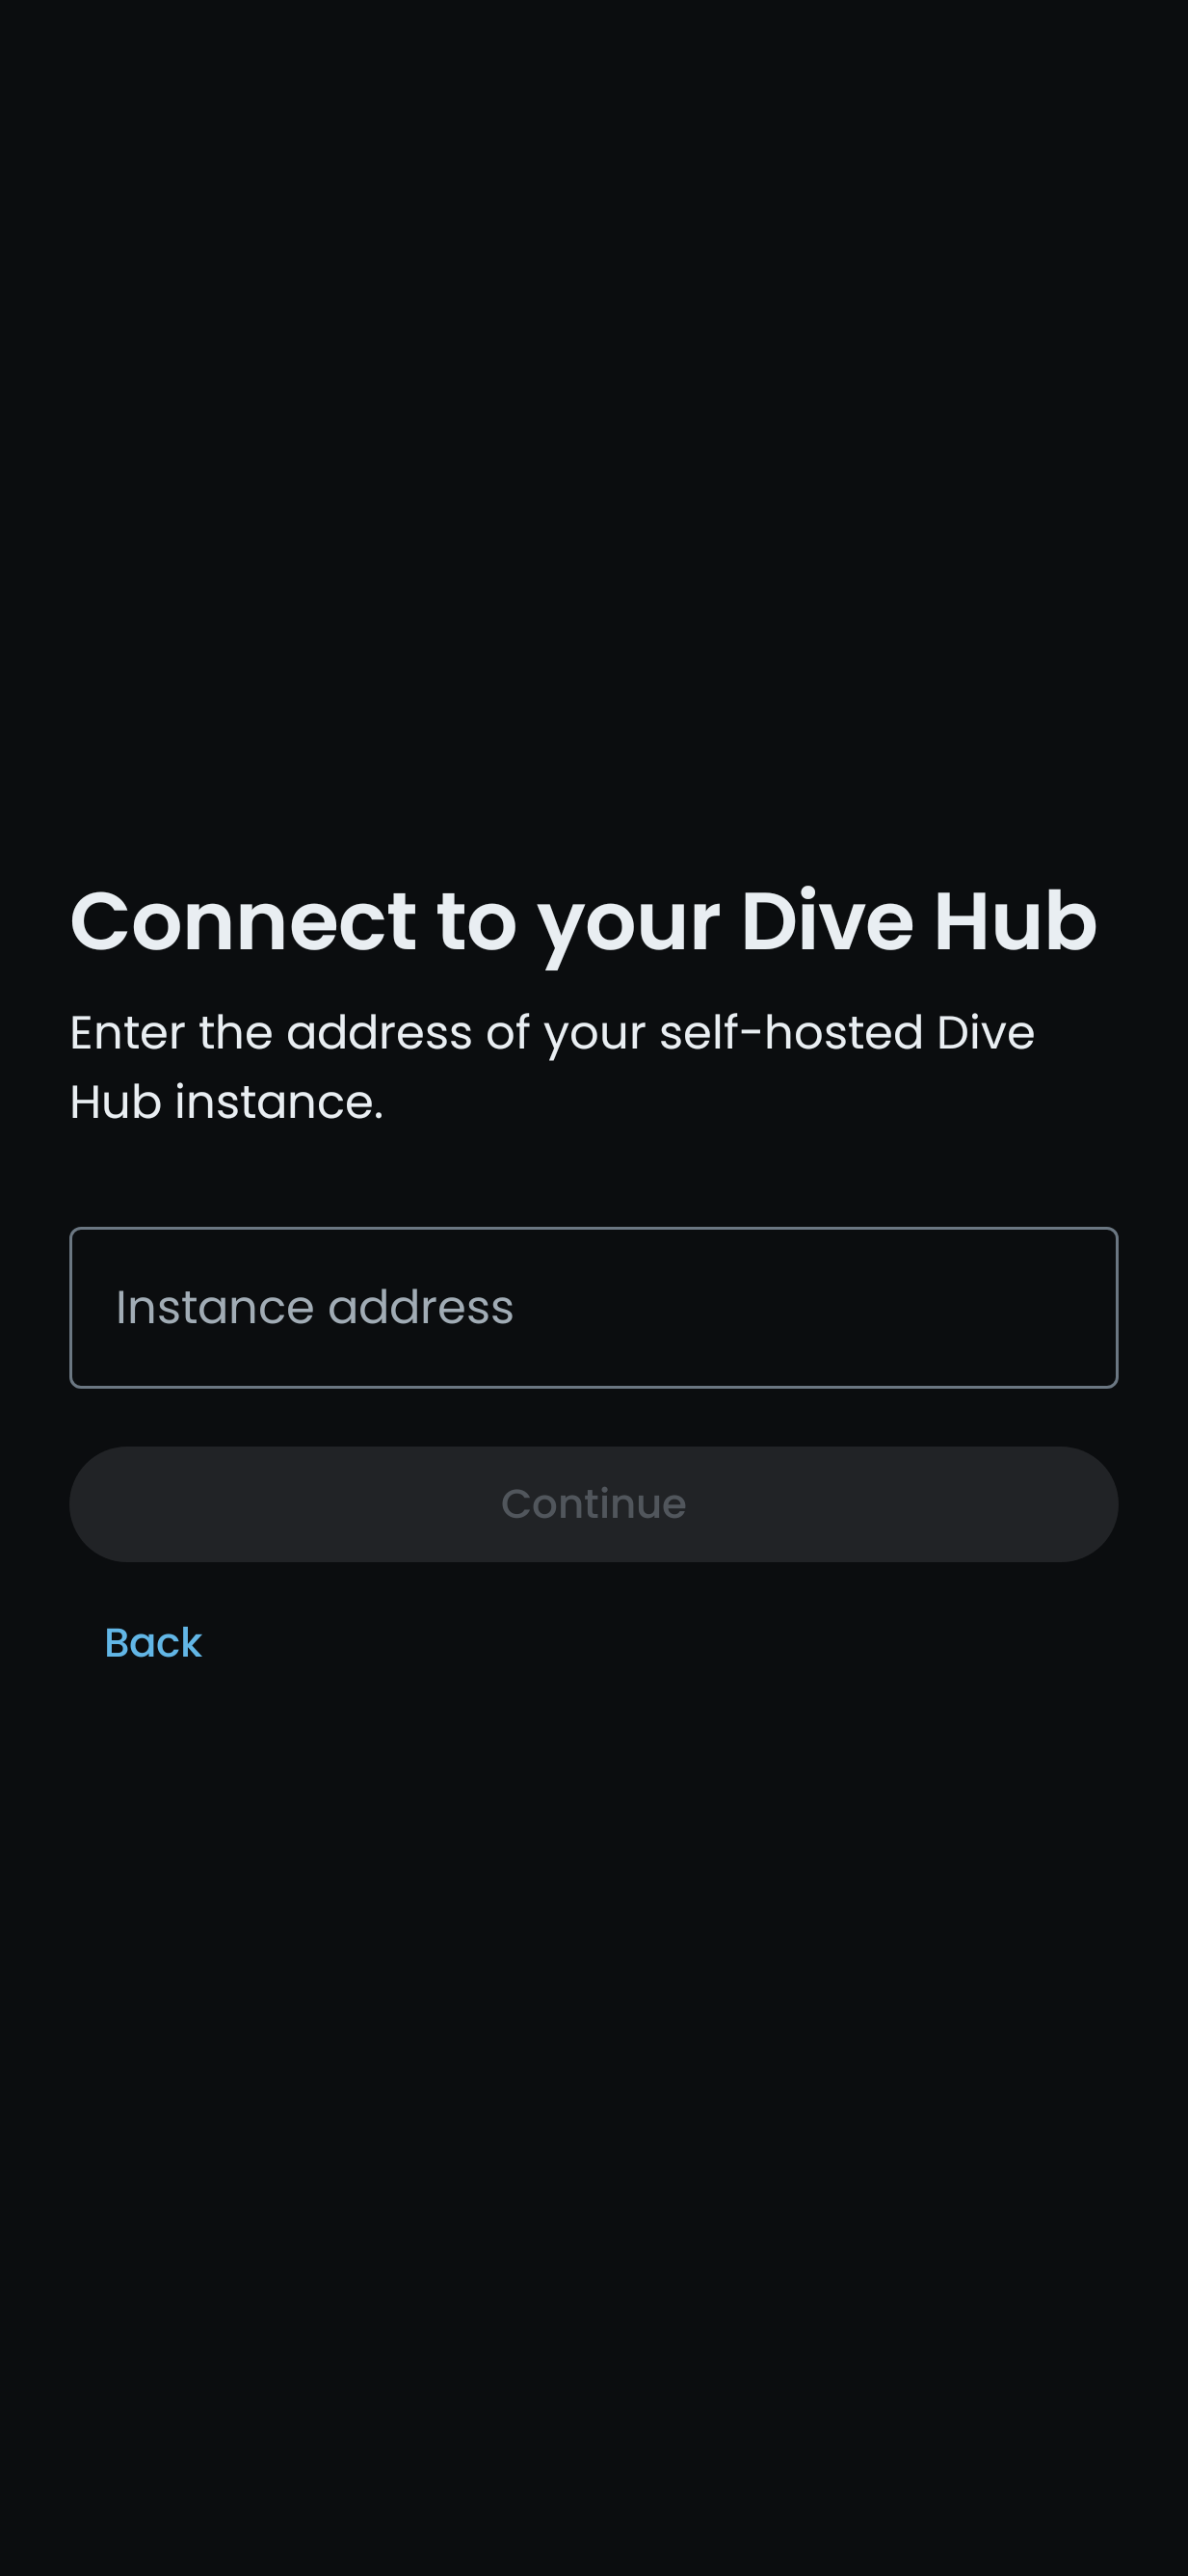 Connect to your Dive Hub
Enter the address of your self-hosted Dive
Hub instance.
Instance address
Continue
Back